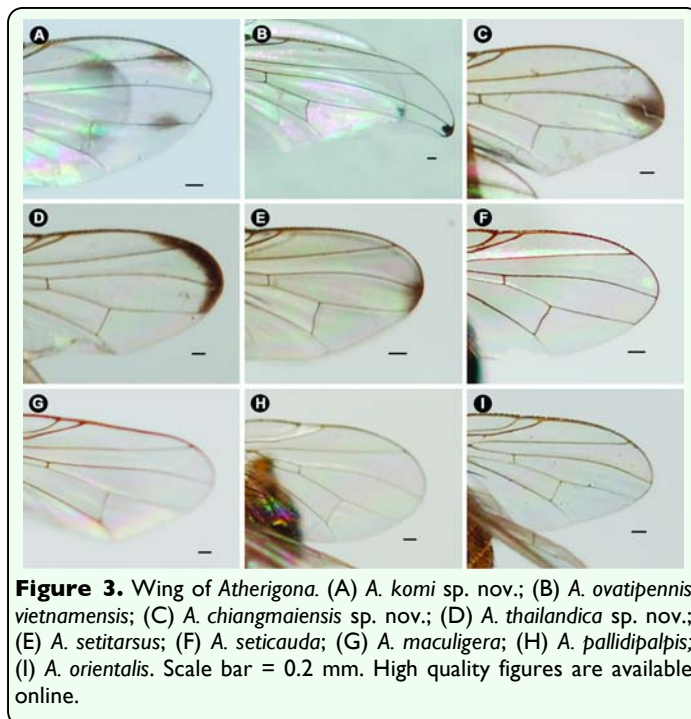 A
B
C
D
E
F
G
H
I
Figure 3. Wing of Atherigona. (A) A. komi sp. nov.; (B) A. ovatipennis
vietnamensis; (C) A. chiangmaiensis sp. nov.; (D) A. thailandica sp. nov.;
(E) A. setitarsus; (F) A. seticauda; (G) A. maculigera; (H) A. pallidipalpis;
(I) A. orientalis. Scale bar = 0.2 mm. High quality figures are available
online.